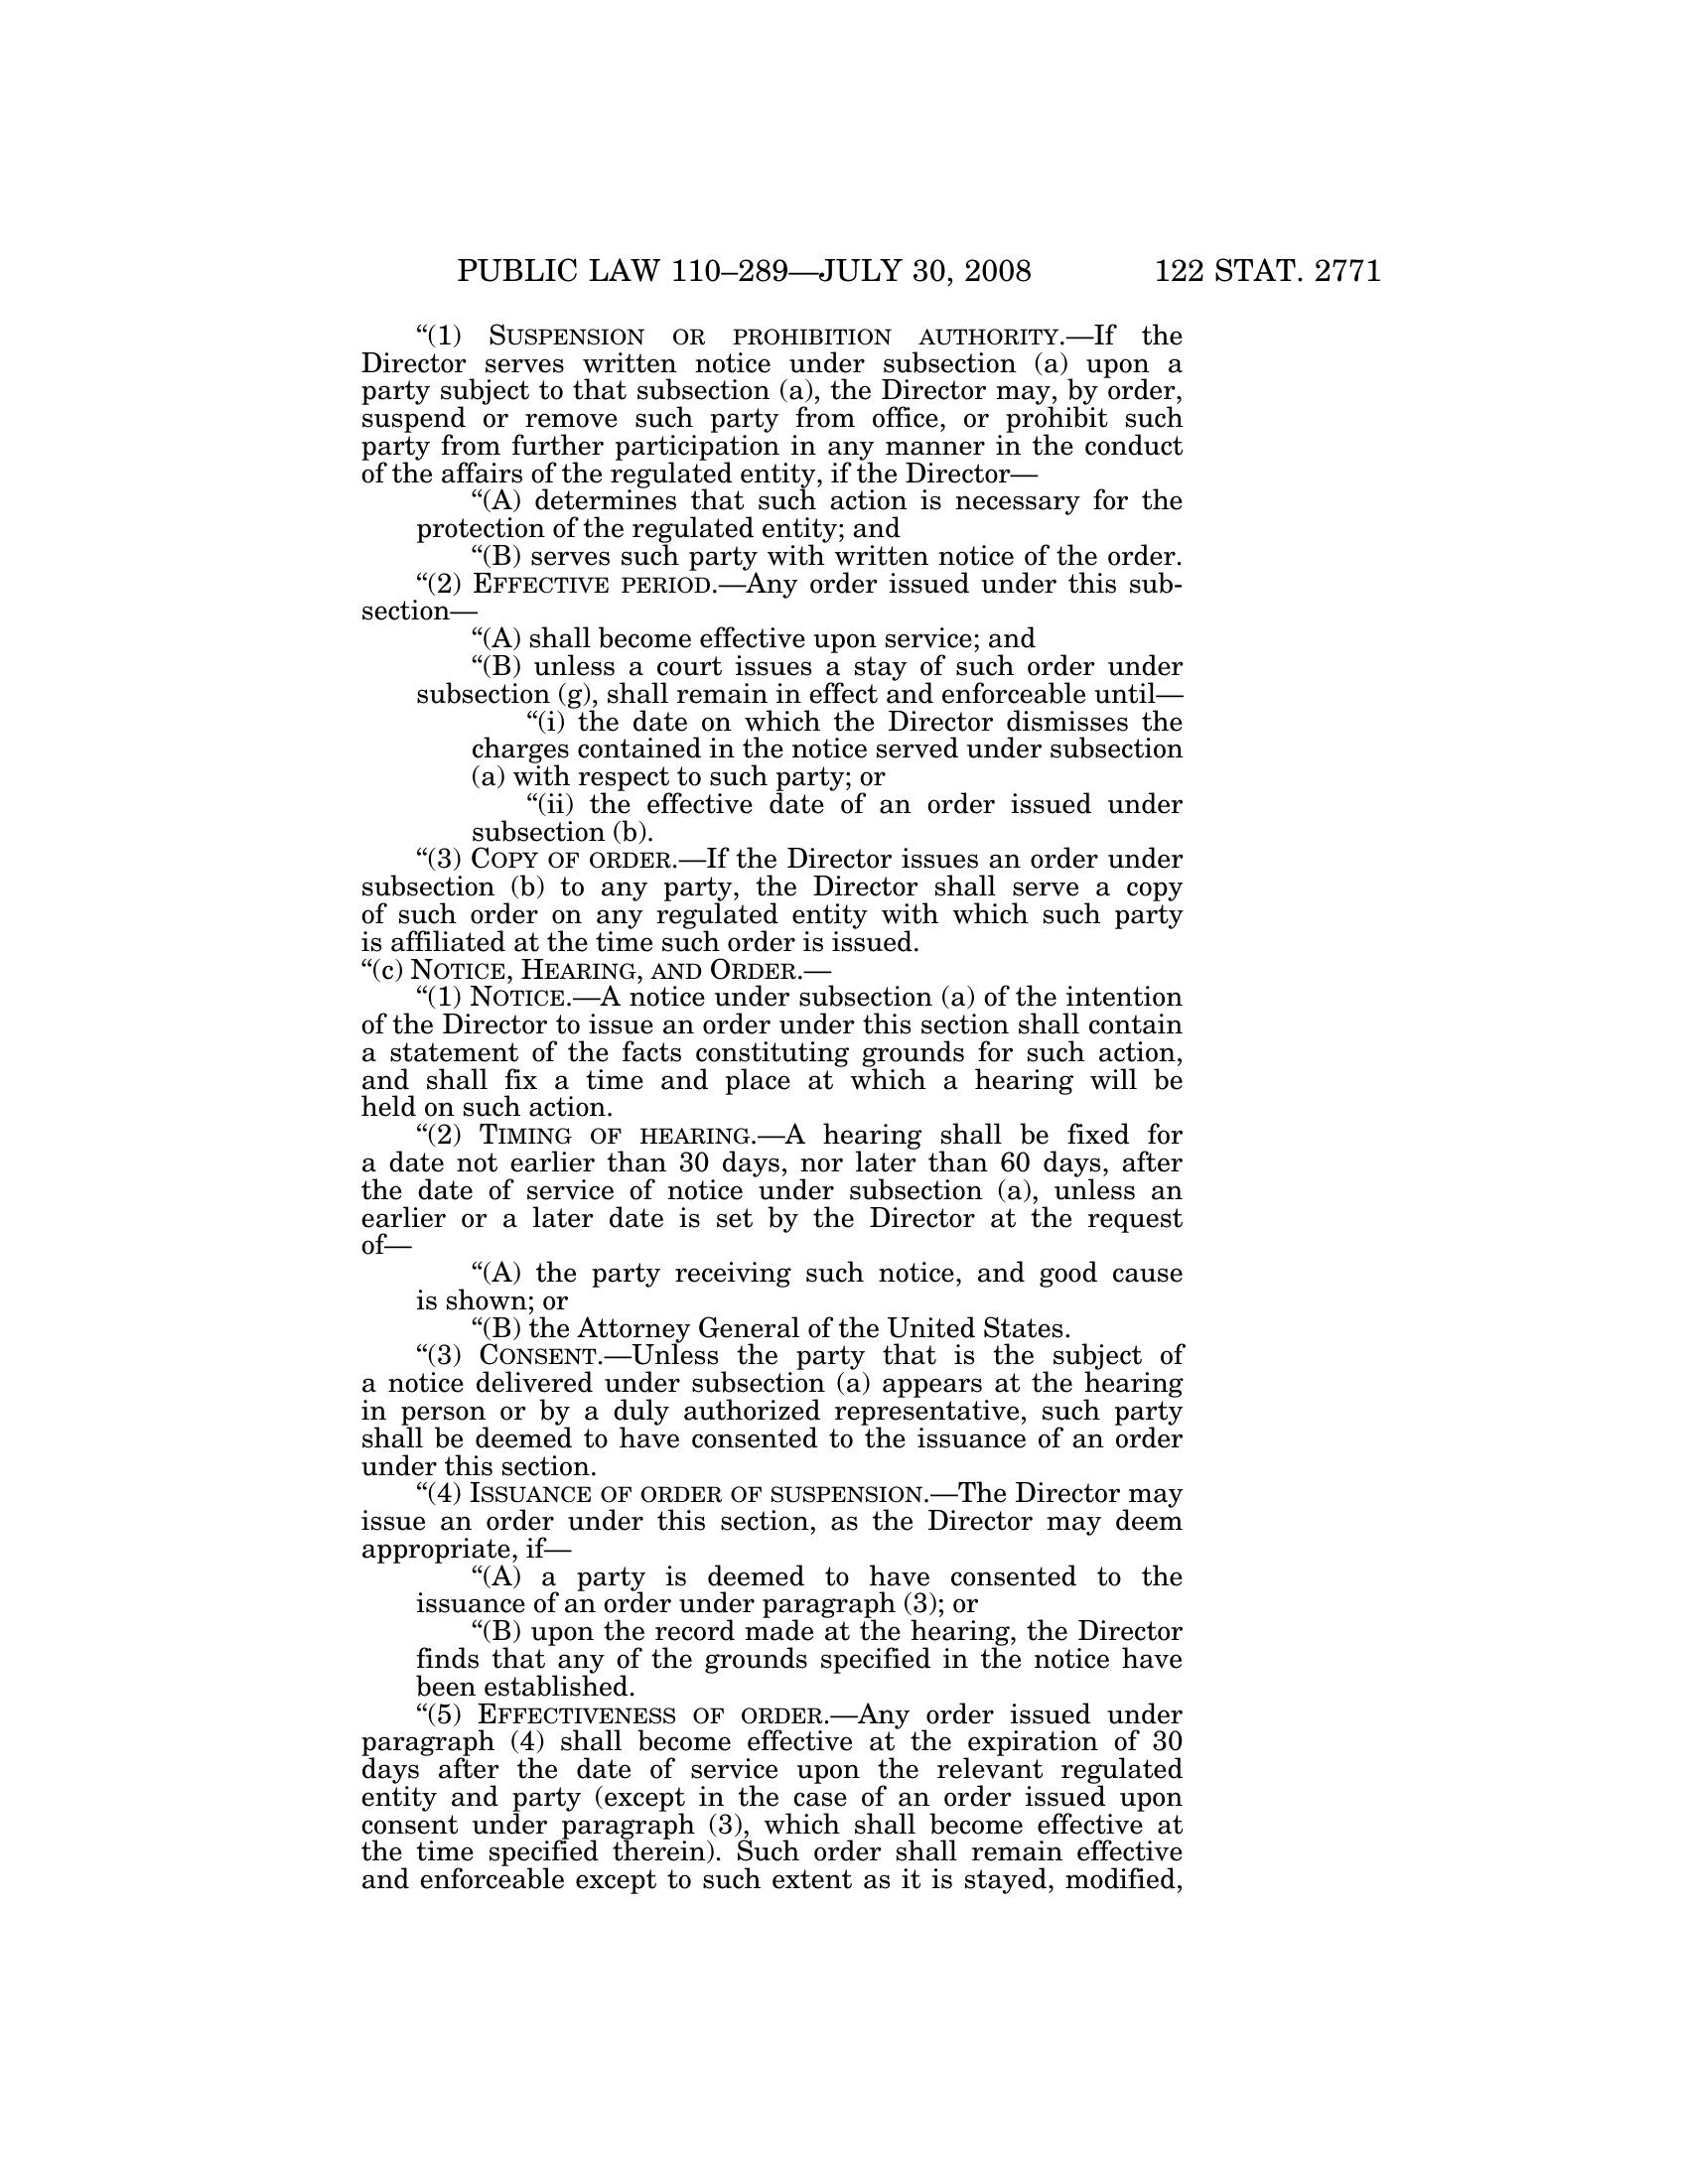 PUBLIC LAW 110–289—JULY 30, 2008 122 STAT. 2771
“(1) SUSPENSION OR PROHIBITION AUTHORITY.—If the
Director serves written notice under subsection (a) upon a
party subject to that subsection (a), the Director may, by order,
suspend or remove such party from office, or prohibit such
party from further participation in any manner in the conduct
of the affairs of the regulated entity, if the Director—
“(A) determines that such action is necessary for the
protection of the regulated entity; and
“(B) serves such party with written notice of the order.
“(2) EFFECTIVE PERIOD.—Any order issued under this sub-
section—
“(A) shall become effective upon service; and
“(B) unless a court issues a stay of such order under
subsection (g), shall remain in effect and enforceable until—
“(i) the date on which the Director dismisses the
charges contained in the notice served under subsection
(a) with respect to such party; or
“(ii) the effective date of an order issued under
subsection (b).
“(3) COPY OF ORDER.—If the Director issues an order under
subsection (b) to any party, the Director shall serve a copy
of such order on any regulated entity with which such party
is affiliated at the time such order is issued.
“(c) NOTICE, HEARING, AND ORDER.—
“(1) NOTICE.—A notice under subsection (a) of the intention
of the Director to issue an order under this section shall contain
a statement of the facts constituting grounds for such action,
and shall fix a time and place at which a hearing will be
held on such action.
“(2) TIMING OF HEARING.—A hearing shall be fixed for
a date not earlier than 30 days, nor later than 60 days, after
the date of service of notice under subsection (a), unless an
earlier or a later date is set by the Director at the request
of—
“(A) the party receiving such notice, and good cause
is shown; or
“(B) the Attorney General of the United States.
“(3) CONSENT.—Unless the party that is the subject of
a notice delivered under subsection (a) appears at the hearing
in person or by a duly authorized representative, such party
shall be deemed to have consented to the issuance of an order
under this section.
“(4) ISSUANCE OF ORDER OF SUSPENSION.—The Director may
issue an order under this section, as the Director may deem
appropriate, if—
“(A) a party is deemed to have consented to the
issuance of an order under paragraph (3); or
“(B) upon the record made at the hearing, the Director
finds that any of the grounds specified in the notice have
been established.
“(5) EFFECTIVENESS OF ORDER.—Any order issued under
paragraph (4) shall become effective at the expiration of 30
days after the date of service upon the relevant regulated
entity and party (except in the case of an order issued upon
consent under paragraph (3), which shall become effective at
the time specified therein). Such order shall remain effective
and enforceable except to such extent as it is stayed, modified,